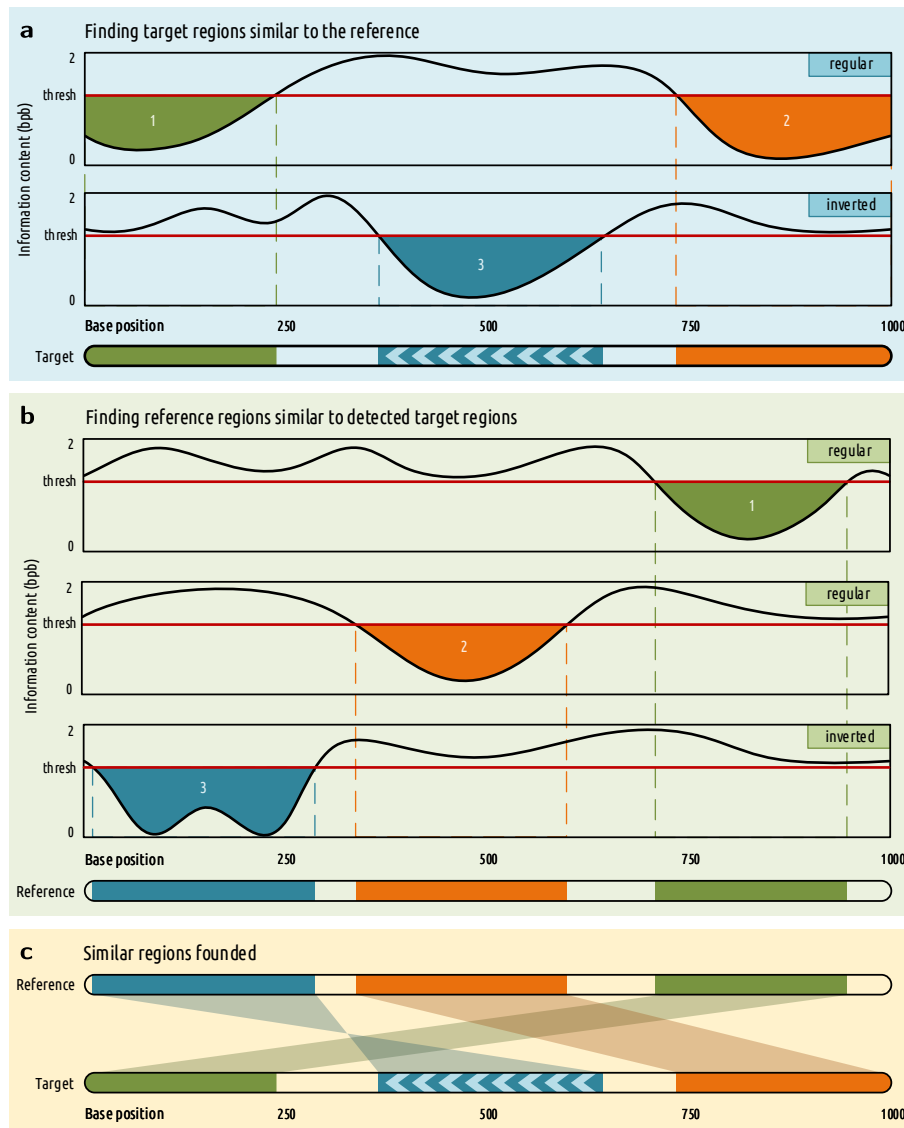 a Finding target regions similar to the reference
Information content (bpb)
2
regular
thresh
1
2
0
2
inverted
thresh
3
0
Base position 250 500 750 1000
Target
b Finding reference regions similar to detected target regions
Information content (bpb)
2
regular
thresh
1
0
2
regular
thresh
2
0
2
inverted
thresh
3
0
Base position 250 500 750 1000
Reference
c Similar regions founded
Reference
Target
Base position 250 500 750 1000